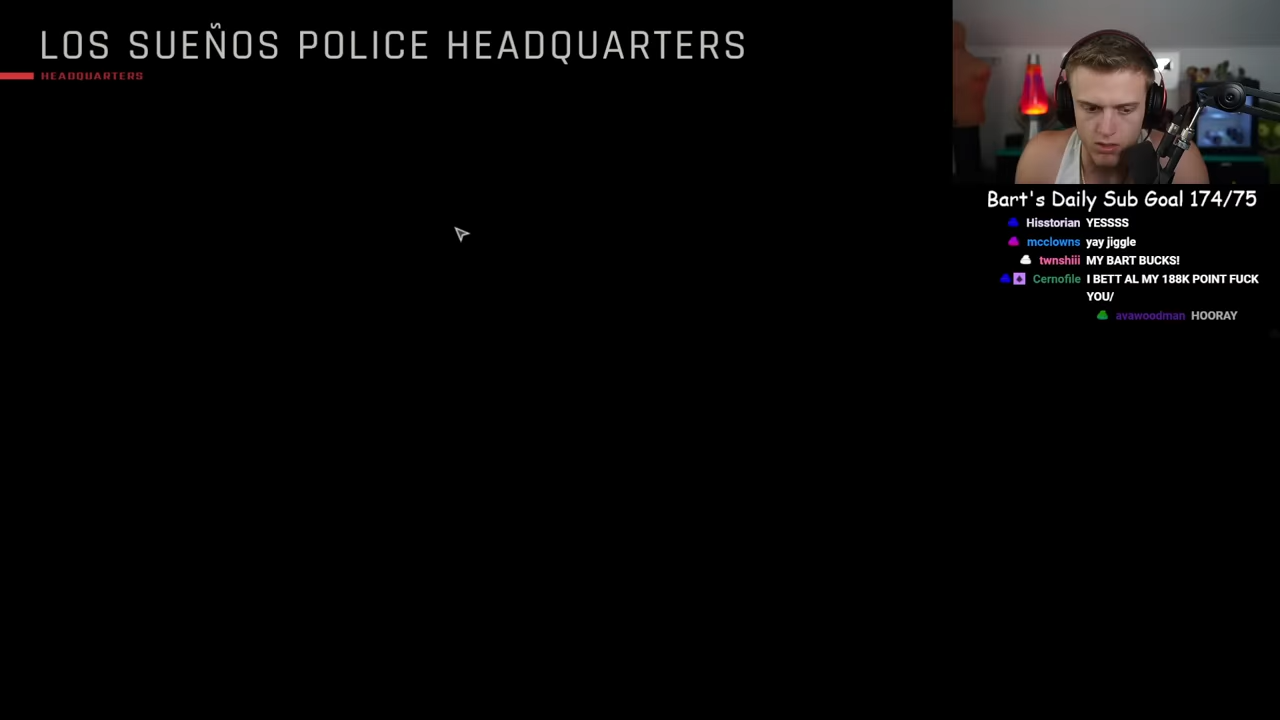 LOS SUEÑOS POLICE HEADQUARTERS
HEADQUARTERS
Bart's Daily Sub Goal 174/75
Hisstorian YESSSS
mcclowns yay jiggle
twnshiii MY BART BUCKS!
Cernofile I BETT AL MY 188K POINT FUCK
YOU/
avawoodman HOORAY